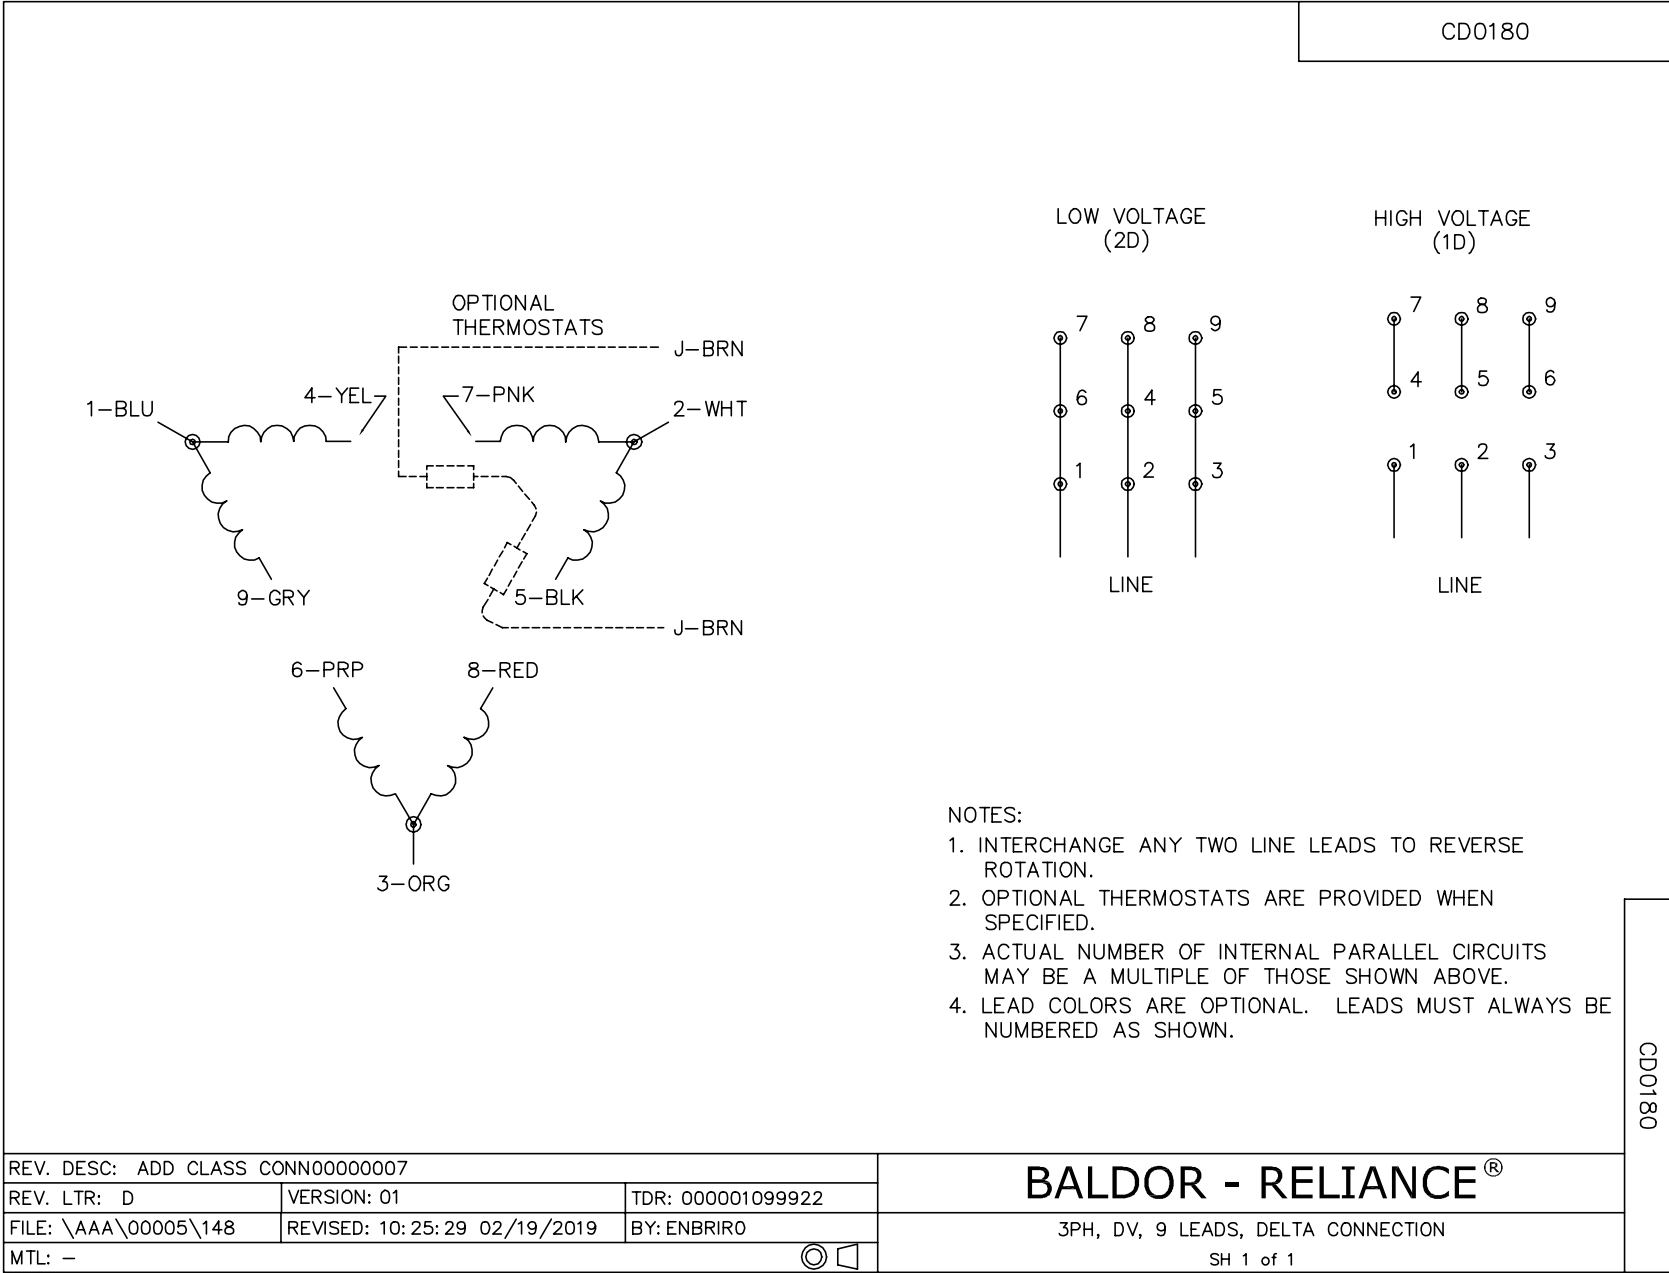 CD0180
LOW VOLTAGE
(2D)
HIGH VOLTAGE
(1D)
7 8 9
6 4 5
1 2 3
LINE
7 8 9
4 5 6
1 2 3
LINE
OPTIONAL
THERMOSTATS
J-BRN
4-YEL
7-PNK
1-BLU
2-WHT
9-GRY
5-BLK
J-BRN
6-PRP
8-RED
3-ORG
NOTES:
1. INTERCHANGE ANY TWO LINE LEADS TO REVERSE
ROTATION.
2. OPTIONAL THERMOSTATS ARE PROVIDED WHEN
SPECIFIED.
3. ACTUAL NUMBER OF INTERNAL PARALLEL CIRCUITS
MAY BE A MULTIPLE OF THOSE SHOWN ABOVE.
4. LEAD COLORS ARE OPTIONAL. LEADS MUST ALWAYS BE
NUMBERED AS SHOWN.
CD0180
REV. DESC: ADD CLASS CONN00000007
REV. LTR: D
VERSION: 01
TDR: 000001099922
FILE: \AAA\00005\148
REVISED: 10:25:29 02/19/2019
BY: ENBRIR0
MTL: -
BALDOR - RELIANCE®
3PH, DV, 9 LEADS, DELTA CONNECTION
SH 1 of 1